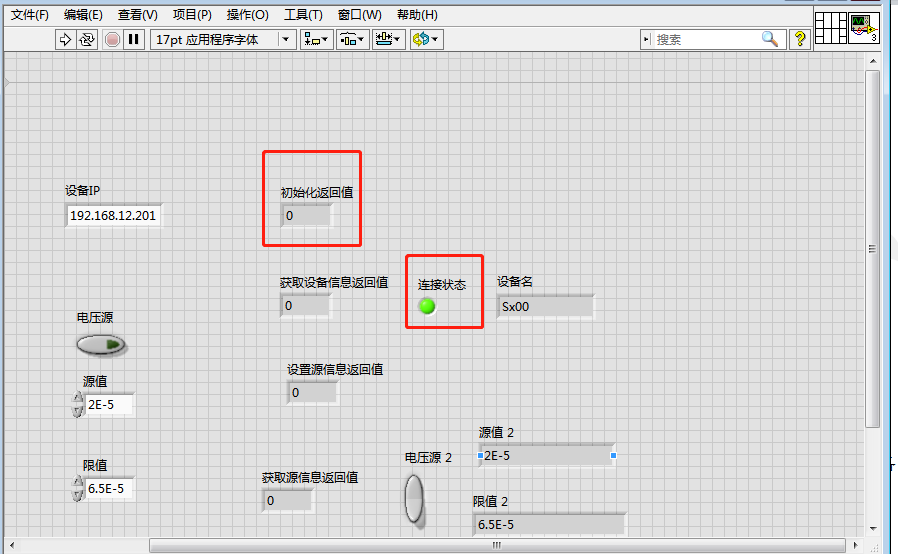 文件(F) 编辑(E) 查看(V) 项目(P) 操作(O) 工具(T) 窗口(W) 帮助(H)
17pt 应用程序字体
搜索
?
3
设备IP
192.168.12.201
初始化返回值
0
获取设备信息返回值
0
连接状态
设备名
Sx00
电压源
源值
2E-5
设置源信息返回值
0
限值
6.5E-5
获取源信息返回值
0
电压源 2
源值 2
2E-5
限值 2
6.5E-5